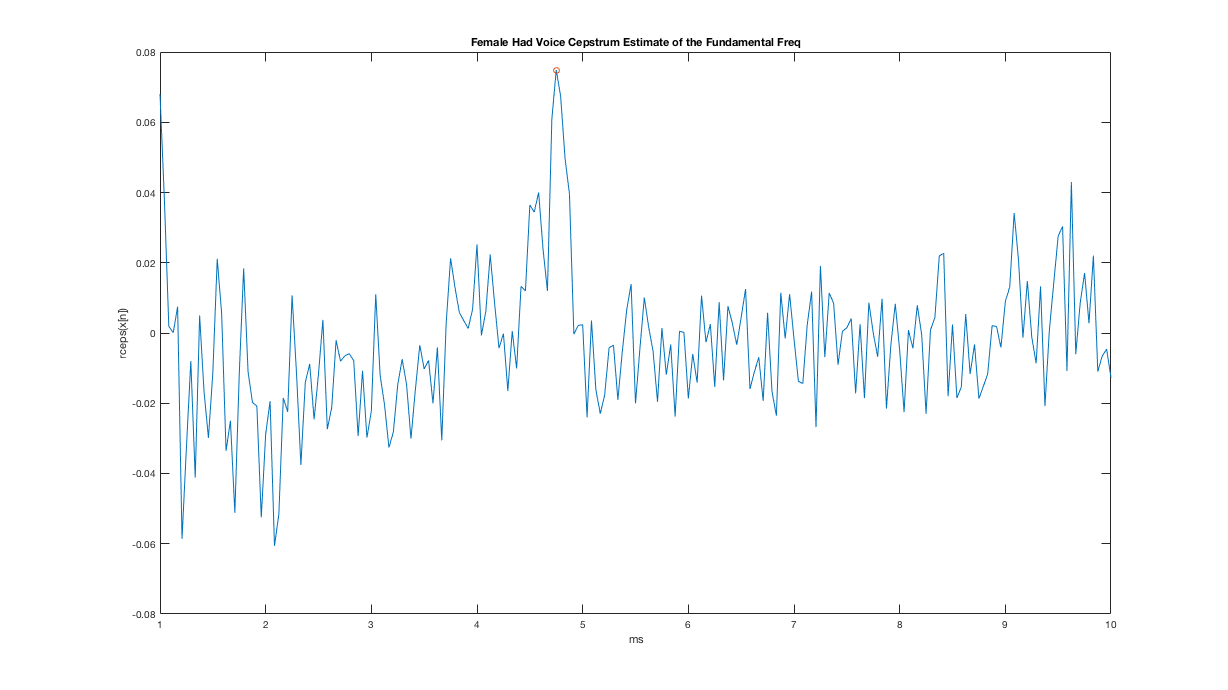 Female Had Voice Cepstrum Estimate of the Fundamental Freq
0.08
0.06
0.04
0.02
0
-0.02
-0.04
-0.06
-0.08
rceps(x[n])
1 2 3 4 5 6 7 8 9 10
ms